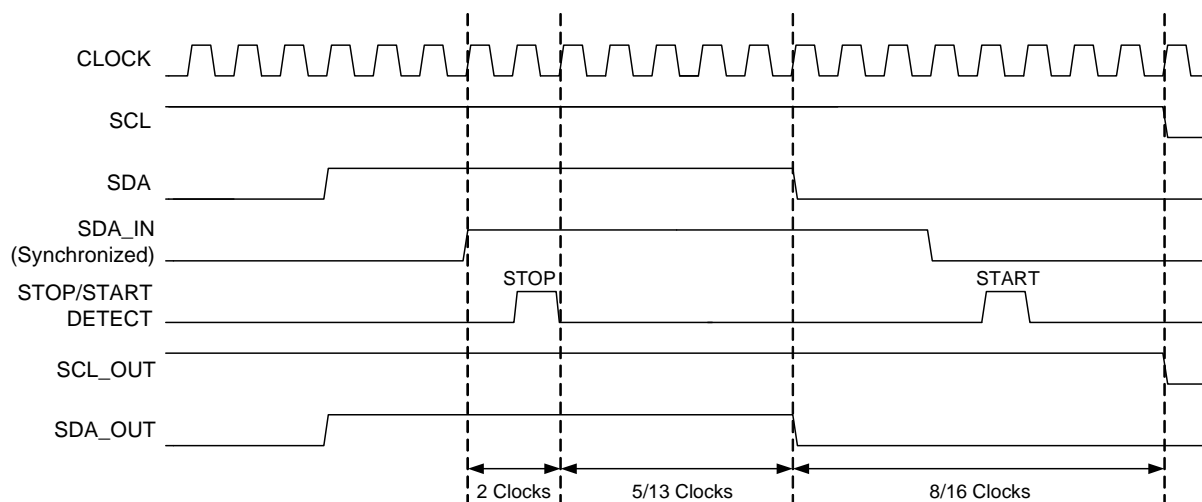 CLOCK
SCL
SDA
SDA_IN
(Synchronized)
STOP/START
DETECT
STOP
START
SCL_OUT
SDA_OUT
2 Clocks
5/13 Clocks
8/16 Clocks